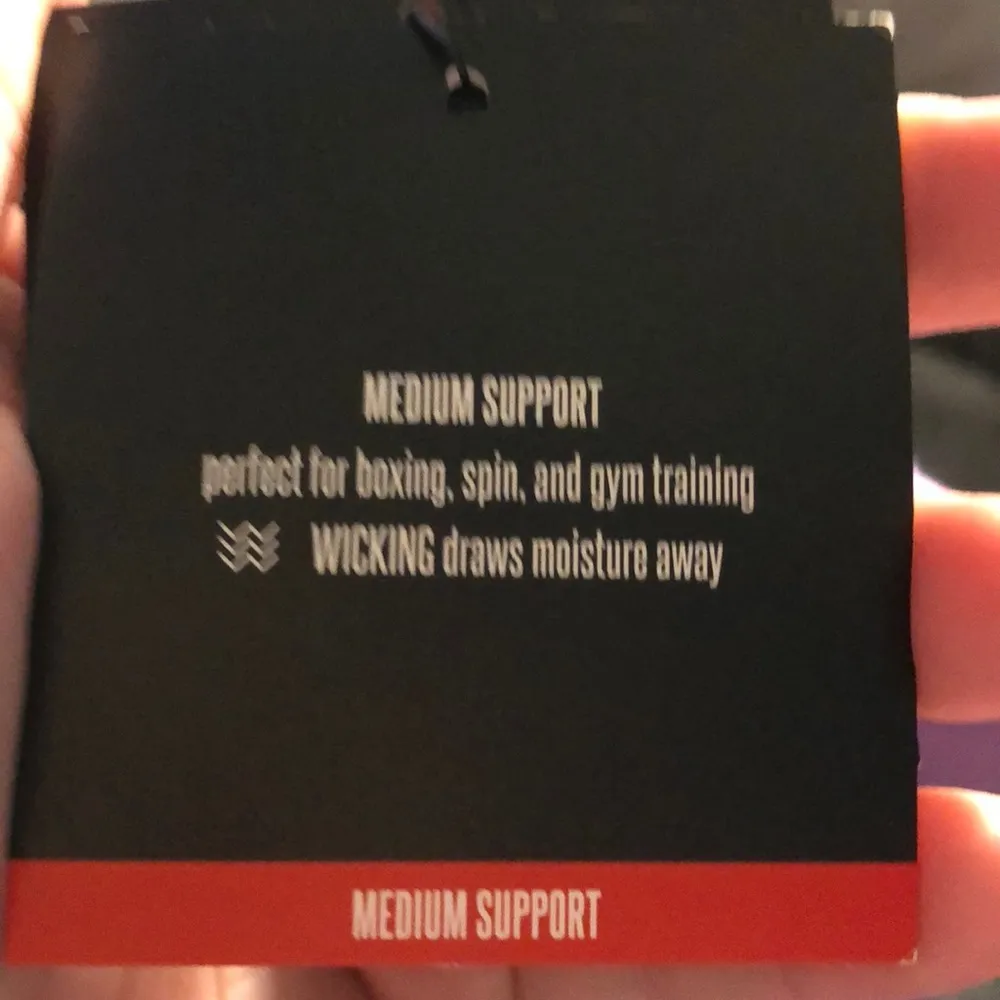 MEDIUM SUPPORT
perfect for boxing, spin, and gym training
WICKING draws moisture away
MEDIUM SUPPORT